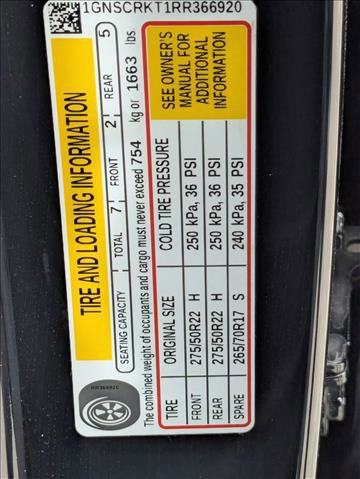 1GNSCRKT1RR366920
TIRE AND LOADING INFORMATION
SEATING CAPACITY TOTAL 7 FRONT 2 REAR 5
The combined weight of occupants and cargo must never exceed 754 kg or 1663 lbs
TIRE ORIGINAL SIZE COLD TIRE PRESSURE
FRONT 275/50R22 H 250 kPa, 36 PSI
REAR 275/50R22 H 250 kPa, 36 PSI
SPARE 265/70R17 S 240 kPa, 35 PSI
SEE OWNER'S
MANUAL FOR
ADDITIONAL
INFORMATION
RR366920